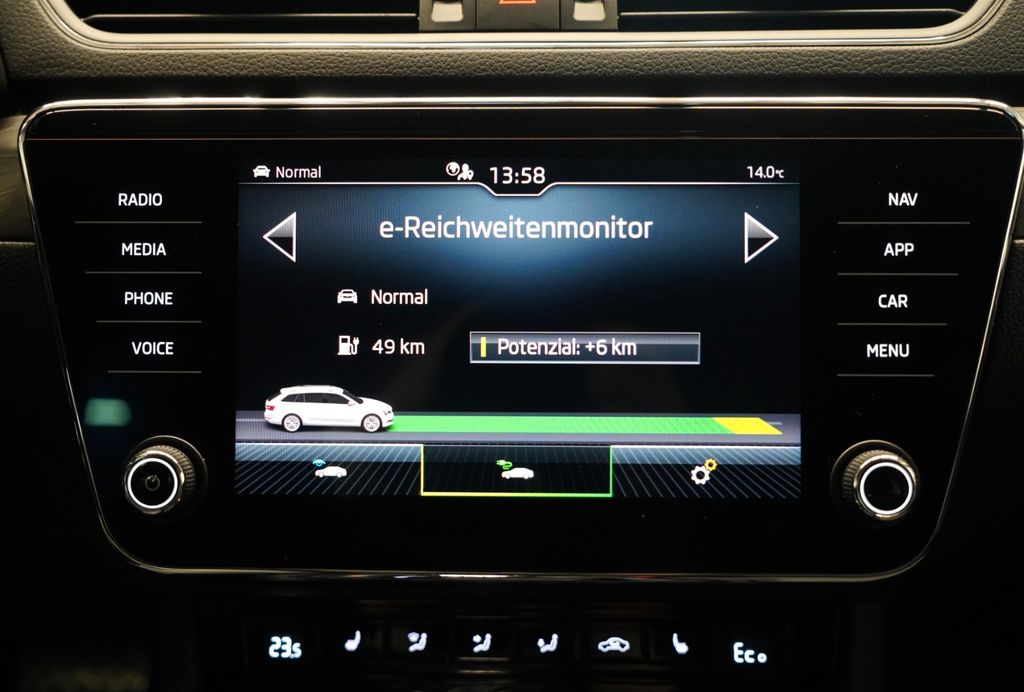 Normal
13:58
14.0°C
RADIO
MEDIA
PHONE
VOICE
e-Reichweitenmonitor
Normal
49 km
Potenzial: +6 km
NAV
APP
CAR
MENU
23.5
Eco